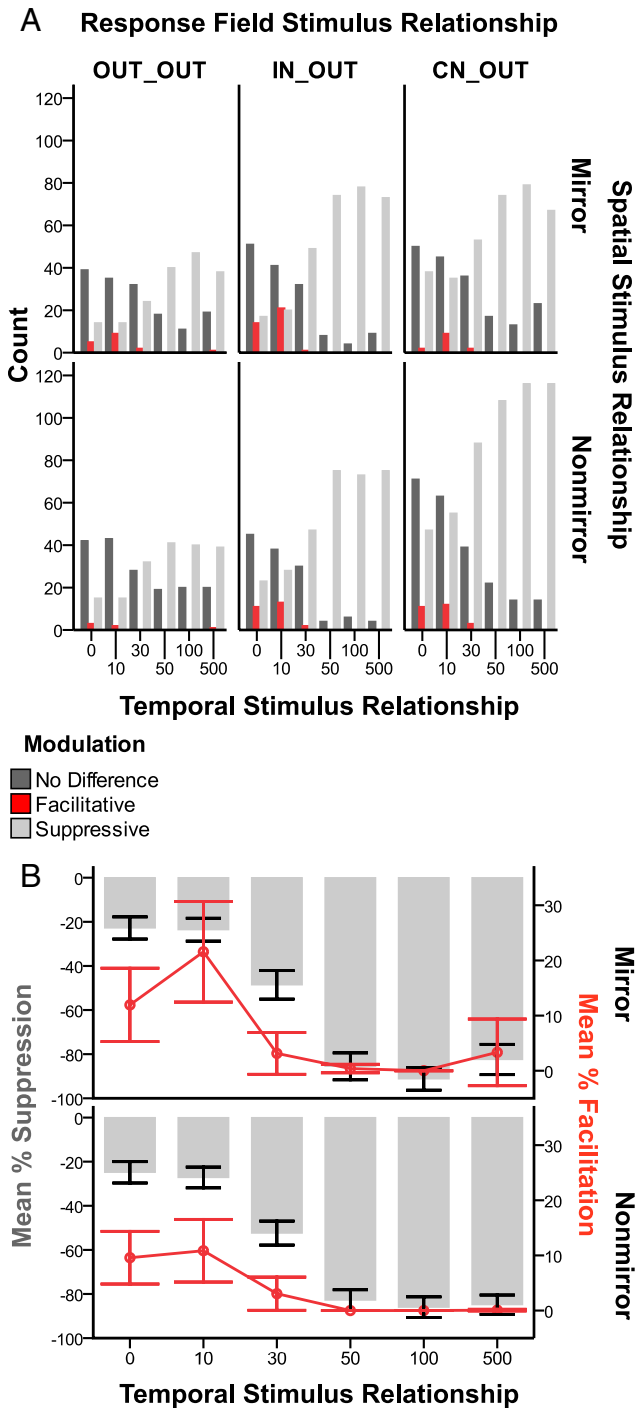 A Response Field Stimulus Relationship
OUT_OUT IN_OUT CN_OUT
120
100
80
60
40
20
0
Mirror
120
100
80
60
40
20
0
Nonmirror
Count
Spatial Stimulus Relationship
0 30 100 0 30 100 0 30 100
10 50 500 10 50 500 10 50 500
Temporal Stimulus Relationship
Modulation
No Difference
Facilitative
Suppressive
B
0
-20
-40
-60
-80
-100
30
20
10
0
Mirror
0
-20
-40
-60
-80
-100
30
20
10
0
Nonmirror
Mean % Suppression
Mean % Facilitation
0 10 30 50 100 500
Temporal Stimulus Relationship